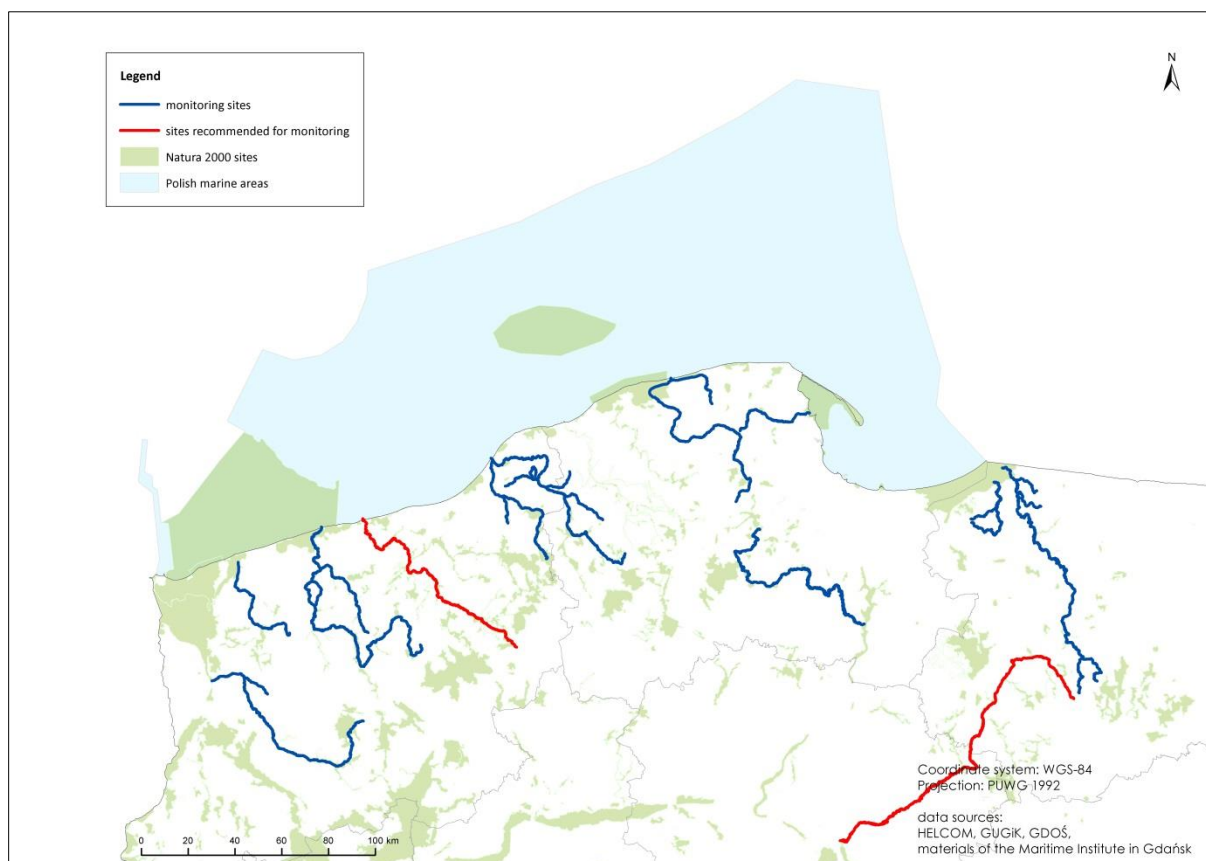 N
Legend
monitoring sites
sites recommended for monitoring
Natura 2000 sites
Polish marine areas
Coordinate system: WGS-84
Projection: PUWG 1992
data sources:
HELCOM, GUGiK, GDOŚ,
materials of the Maritime Institute in Gdańsk
0 20 40 60 80 100 km